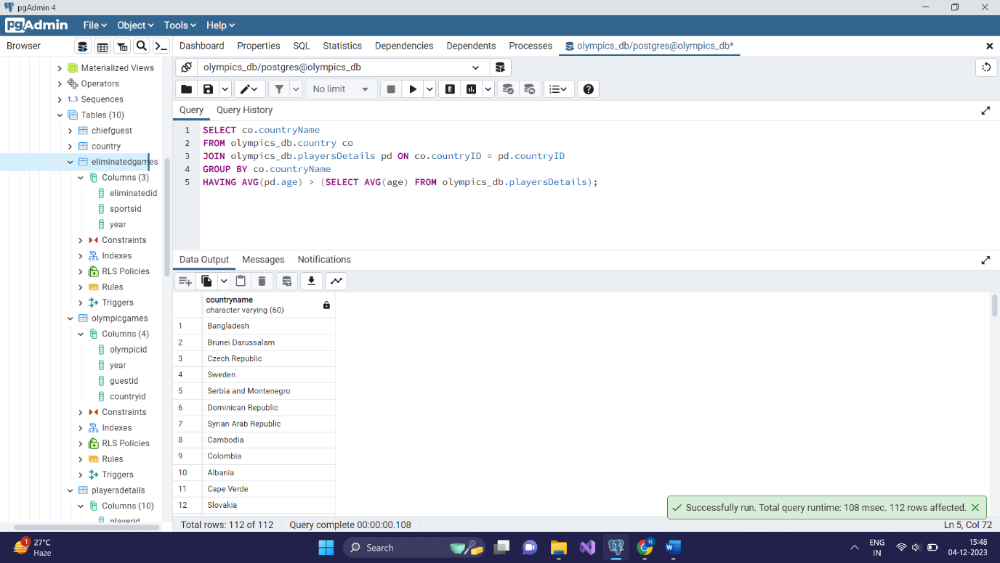 pgAdmin 4
pgAdmin File Object Tools Help
Browser Dashboard Properties SQL Statistics Dependencies Dependents Processes olympics_db/postgres@olympics_db*
olympics_db/postgres@olympics_db
No limit E
Query Query History
Materialized Views
Operators
1..3 Sequences
Tables (10)
chiefguest
country
eliminatedgames
Columns (3)
eliminatedid
sportsid
year
Constraints
Indexes
RLS Policies
Rules
Triggers
olympicgames
Columns (4)
olympicid
year
guestid
countryid
Constraints
Indexes
RLS Policies
Rules
Triggers
playersdetails
Columns (10)
playerid
1 SELECT co.countryName
2 FROM olympics_db.country co
3 JOIN olympics_db.playersDetails pd ON co.countryID = pd.countryID
4 GROUP BY co.countryName
5 HAVING AVG(pd.age) > (SELECT AVG(age) FROM olympics_db.playersDetails);
Data Output Messages Notifications
countryname
character varying (60)
1 Bangladesh
2 Brunei Darussalam
3 Czech Republic
4 Sweden
5 Serbia and Montenegro
6 Dominican Republic
7 Syrian Arab Republic
8 Cambodia
9 Colombia
10 Albania
11 Cape Verde
12 Slovakia
Successfully run. Total query runtime: 108 msec. 112 rows affected.
Total rows: 112 of 112 Query complete 00:00:00.108 Ln 5, Col 72
1 27°C
Haze
Search
N
W
ENG
IN
15:48
04-12-2023